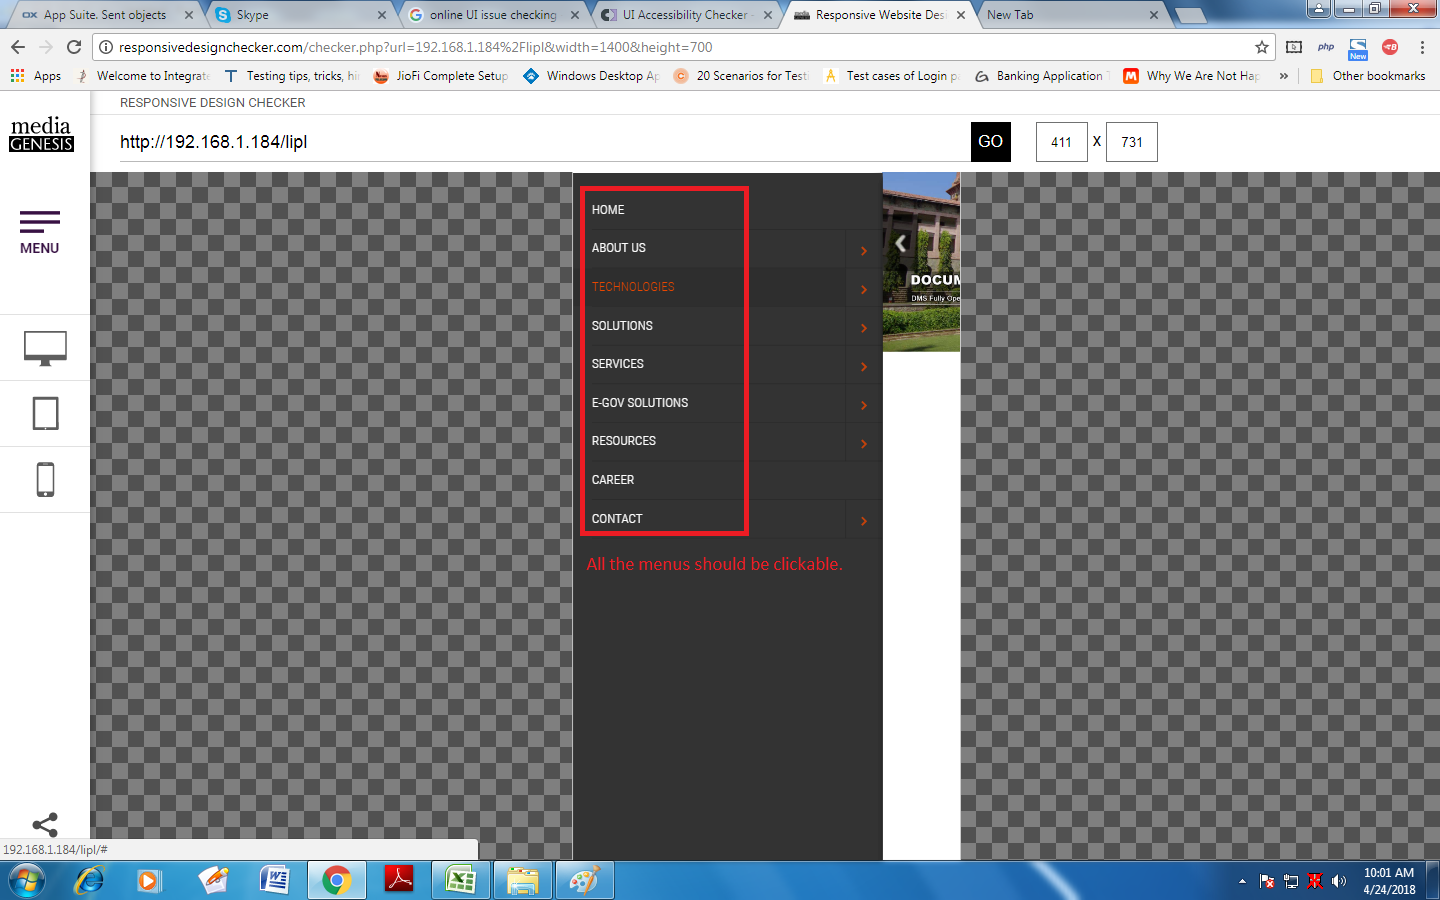 App Suite. Sent objects
Skype
online UI issue checking
UI Accessibility Checker -
Responsive Website Des
New Tab
responsivedesignchecker.com/checker.php?url=192.168.1.184%2Flipl&width=1400&height=700
php
New
Apps
Welcome to Integrate
Testing tips, tricks, hi
JioFi Complete Setup
Windows Desktop Ap
20 Scenarios for Testi
Test cases of Login p
Banking Application T
Why We Are Not Hap
»
Other bookmarks
RESPONSIVE DESIGN CHECKER
media
GENESIS
http://192.168.1.184/lipl
GO
411 X 731
MENU
HOME
ABOUT US
TECHNOLOGIES
SOLUTIONS
SERVICES
E-GOV SOLUTIONS
RESOURCES
CAREER
CONTACT
DOCUM
DMS Fully Ope
All the menus should be clickable.
192.168.1.184/lipl/#
10:01 AM
4/24/2018